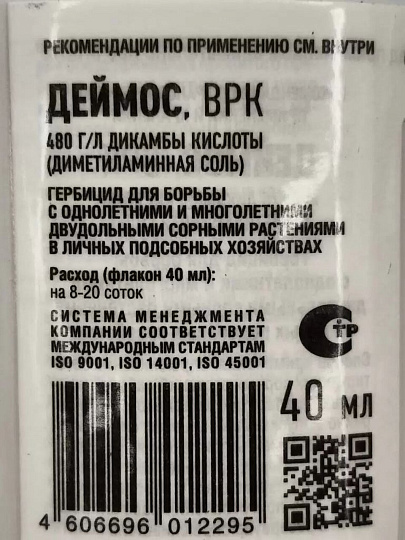 РЕКОМЕНДАЦИИ ПО ПРИМЕНЕНИЮ СМ. ВНУТРИ
ДЕЙМОС, ВРК
480 Г/Л ДИКАМБЫ КИСЛОТЫ
(ДИМЕТИЛАМИННАЯ СОЛЬ)
ГЕРБИЦИД ДЛЯ БОРЬБЫ
С ОДНОЛЕТНИМИ И МНОГОЛЕТНИМИ
ДВУДОЛЬНЫМИ СОРНЫМИ РАСТЕНИЯМИ
В ЛИЧНЫХ ПОДСОБНЫХ ХОЗЯЙСТВАХ
Расход (флакон 40 мл):
на 8-20 соток
СИСТЕМА МЕНЕДЖМЕНТА
КОМПАНИИ СООТВЕТСТВУЕТ
МЕЖДУНАРОДНЫМ СТАНДАРТАМ
ISO 9001, ISO 14001, ISO 45001
СТР
40 МЛ
4 606696 012295